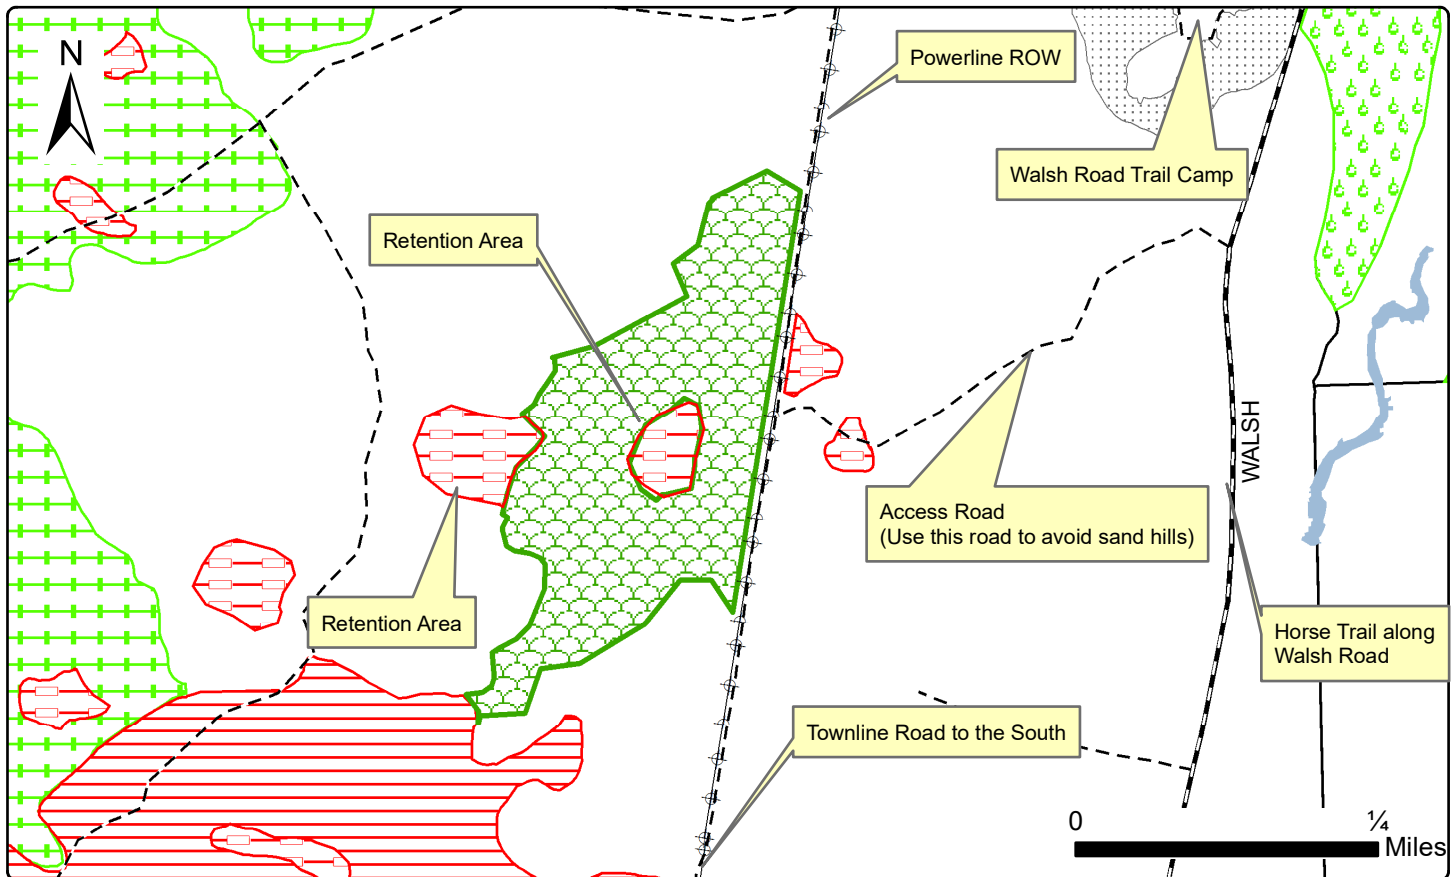 N
Powerline ROW
Walsh Road Trail Camp
Retention Area
WALSH
Access Road
(Use this road to avoid sand hills)
Retention Area
Horse Trail along
Walsh Road
Townline Road to the South
0 ¼
Miles